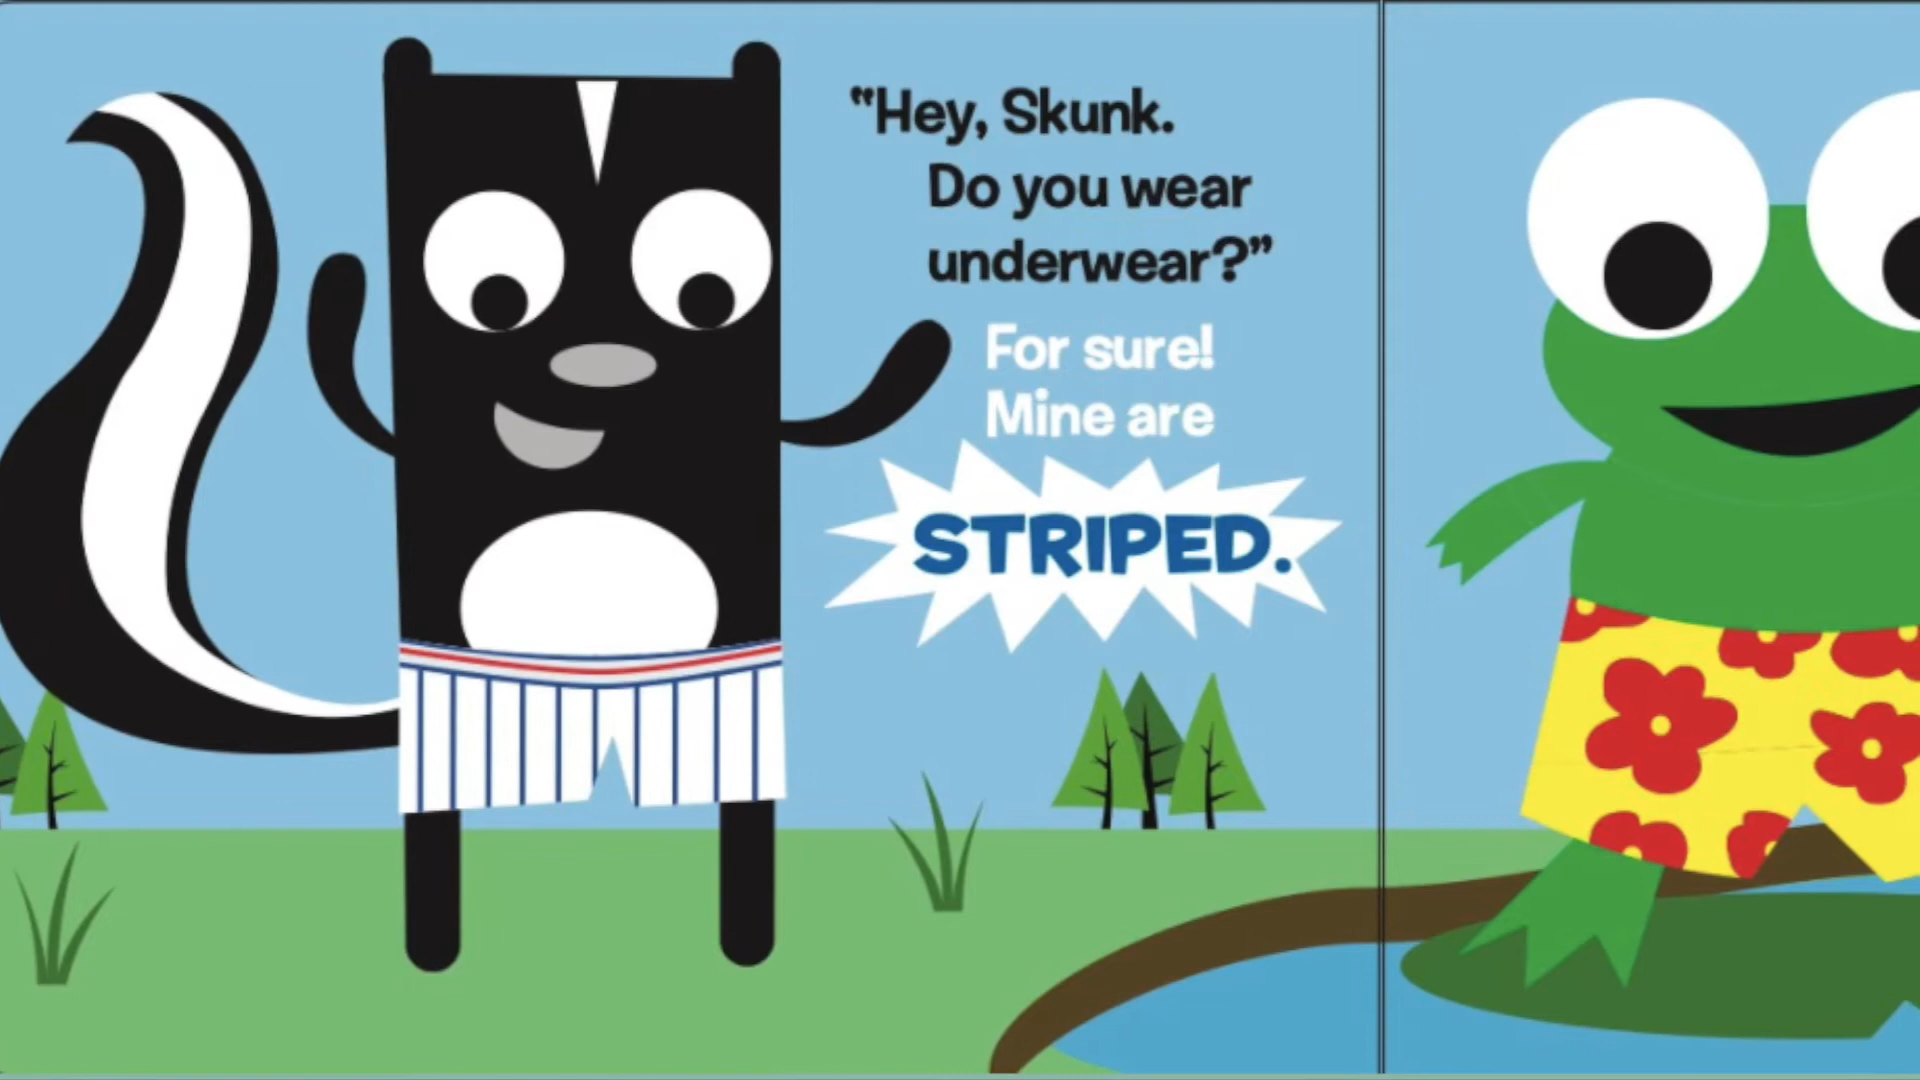 “Hey, Skunk.
Do you wear
underwear?”
For sure!
Mine are
STRIPED.